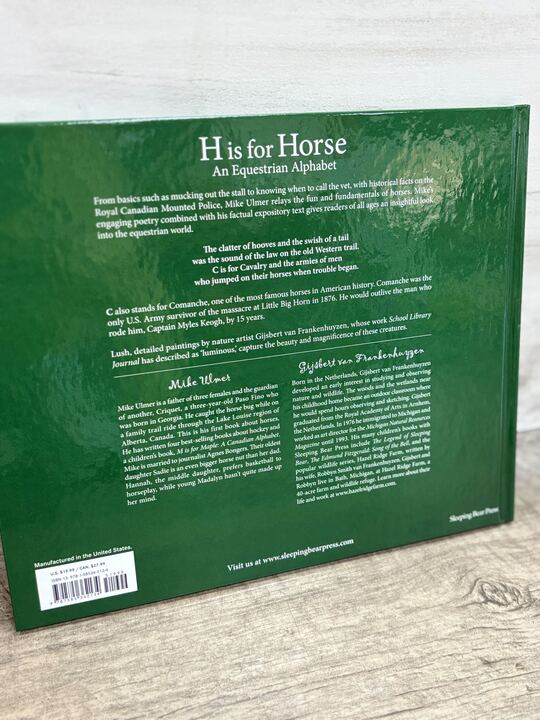 H is for Horse
An Equestrian Alphabet
From basics such as mucking out the stall to knowing when to call the vet, with historical facts on the
Royal Canadian Mounted Police, Mike Ulmer relays the fun and fundamentals of horses. Mike's
engaging poetry combined with his factual expository text gives readers of all ages an insightful look
into the equestrian world.
The clatter of hooves and the swish of a tail
was the sound of the law on the old Western trail.
C is for Cavalry and the armies of men
who jumped on their horses when trouble began.
C also stands for Comanche, one of the most famous horses in American history. Comanche was the
only U.S. Army survivor of the massacre at Little Big Horn in 1876. He would outlive the man who
rode him, Captain Myles Keogh, by 15 years.
Lush, detailed paintings by nature artist Gijsbert van Frankenhuyzen, whose work School Library
Journal has described as 'luminous,' capture the beauty and magnificence of these creatures.
Mike Ulmer
Mike Ulmer is a father of three females and the guardian
of another, Criquet, a three-year-old Paso Fino who
was born in Georgia. He caught the horse bug while on
a family trail ride through the Lake Louise region of
Alberta, Canada. This is his first book about horses.
He has written four best-selling books about hockey and
a children's book, M is for Maple: A Canadian Alphabet.
Mike is married to journalist Agnes Bongers. Their oldest
daughter Sadie is an even bigger horse nut than her dad.
Hannah, the middle daughter, prefers basketball to
horseplay, while young Madalyn hasn't quite made up
her mind.
Gijsbert van Frankenhuyzen
Born in the Netherlands, Gijsbert van Frankenhuyzen
developed an early interest in studying and observing
nature and wildlife. The woods and the wetlands near
his childhood home became an outdoor classroom where
he would spend hours observing and sketching. Gijsbert
graduated from the Royal Academy of Arts in Arnhem,
the Netherlands. In 1976 he immigrated to Michigan and
worked as art director for the Michigan Natural Resources
Magazine until 1993. His many children's books with
Sleeping Bear Press include The Legend of Sleeping
Bear, The Edmund Fitzgerald: Song of the Bell, and the
popular wildlife series, Hazel Ridge Farm, written by
his wife, Robbyn Smith van Frankenhuyzen. Gijsbert and
Robbyn live in Bath, Michigan, at Hazel Ridge Farm, a
40-acre farm and wildlife refuge. Learn more about their
life and work at www.hazelridgefarm.com.
Sleeping Bear Press
Visit us at www.sleepingbearpress.com
Manufactured in the United States.
U.S. $19.99 / CAN. $27.99